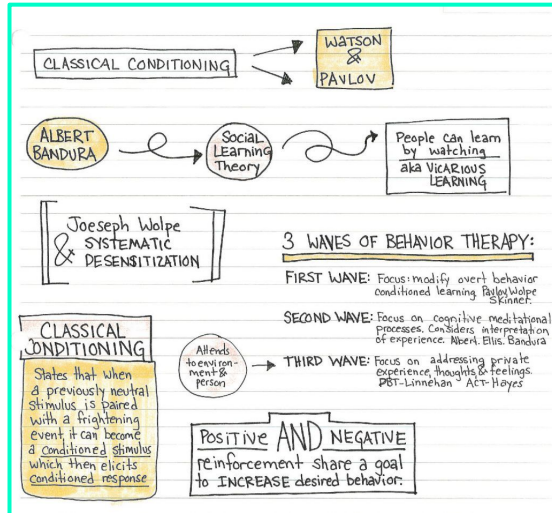 CLASSICAL CONDITIONING
WATSON
&
PAVLOV
ALBERT
BANDURA
Social
Learning
Theory
People can learn
by watching
aka VICARIOUS
LEARNING
Joeseph Wolpe
& SYSTEMATIC
DESENSITIZATION
3 WAVES OF BEHAVIOR THERAPY:
FIRST WAVE: Focus: modify overt behavior
conditioned learning Pavlov Wolpe
Skinner.
SECOND WAVE: Focus on cognitive meditational
processes. Considers interpretation
of experience. Albert. Ellis. Bandura
THIRD WAVE: Focus on addressing private
experience, thoughts & feelings.
DBT-Linnehan ACT-Hayes
Attends
to environ-
ment &
person
CLASSICAL
CONDITIONING
States that when
a previously neutral
stimulus is paired
with a frightening
event, it can become
a conditioned stimulus
which then elicits
conditioned response
POSITIVE AND NEGATIVE
reinforcement share a goal
to INCREASE desired behavior.